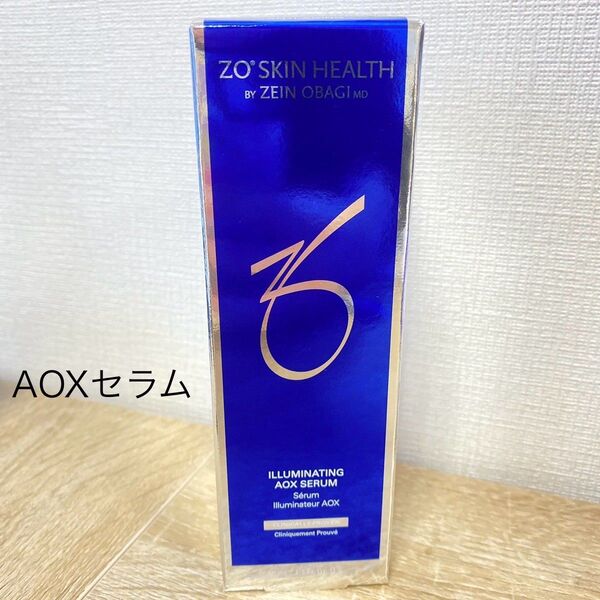 ZO® SKIN HEALTH
BY ZEIN OBAGI MD
AOXセラム
ILLUMINATING
AOX SERUM
Sérum
Illuminateur AOX
CLINICALLY PROVEN
Cliniquement Prouvé